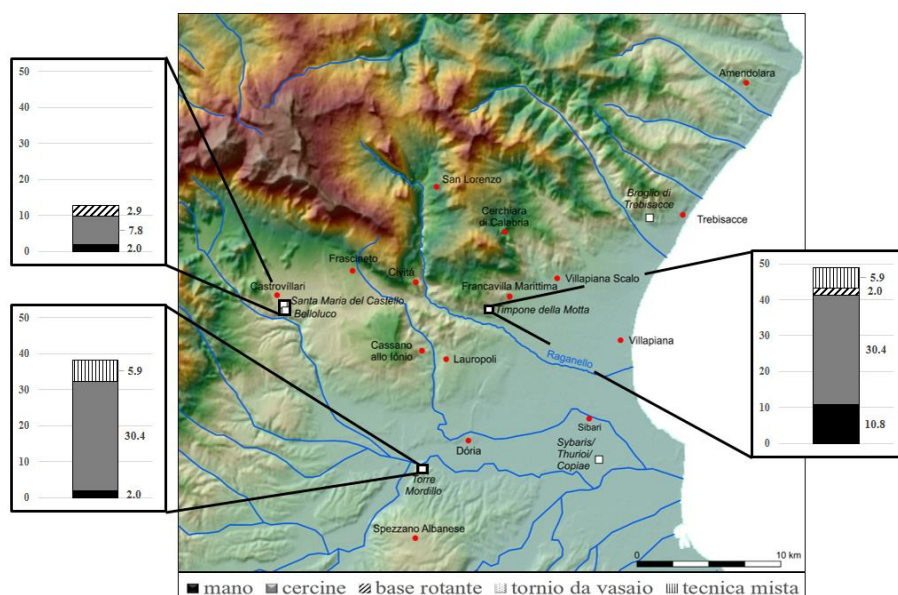 50
40
30
20
10
0
2.9
7.8
2.0
50
40
30
20
10
0
5.9
30.4
2.0
Amendolara
San Lorenzo
Broglio di
Trebisacce
Trebisacce
Cerchiara
di Calabria
Frascineto
Cívita
Villapiana Scalo
Castrovíllari
Francavilla Maríttima
Santa Maria del Castello
Belloluco
Timpone della Motta
Raganello
Villapiana
Cassano
allo Iónio
Lauropoli
Sibari
Dória
Sybaris/
Thurioi/
Copiae
Torre
Mordillo
Spezzano Albanese
0
10 km
50
40
30
20
10
0
5.9
2.0
30.4
10.8
mano cercine base rotante tornio da vasaio tecnica mista